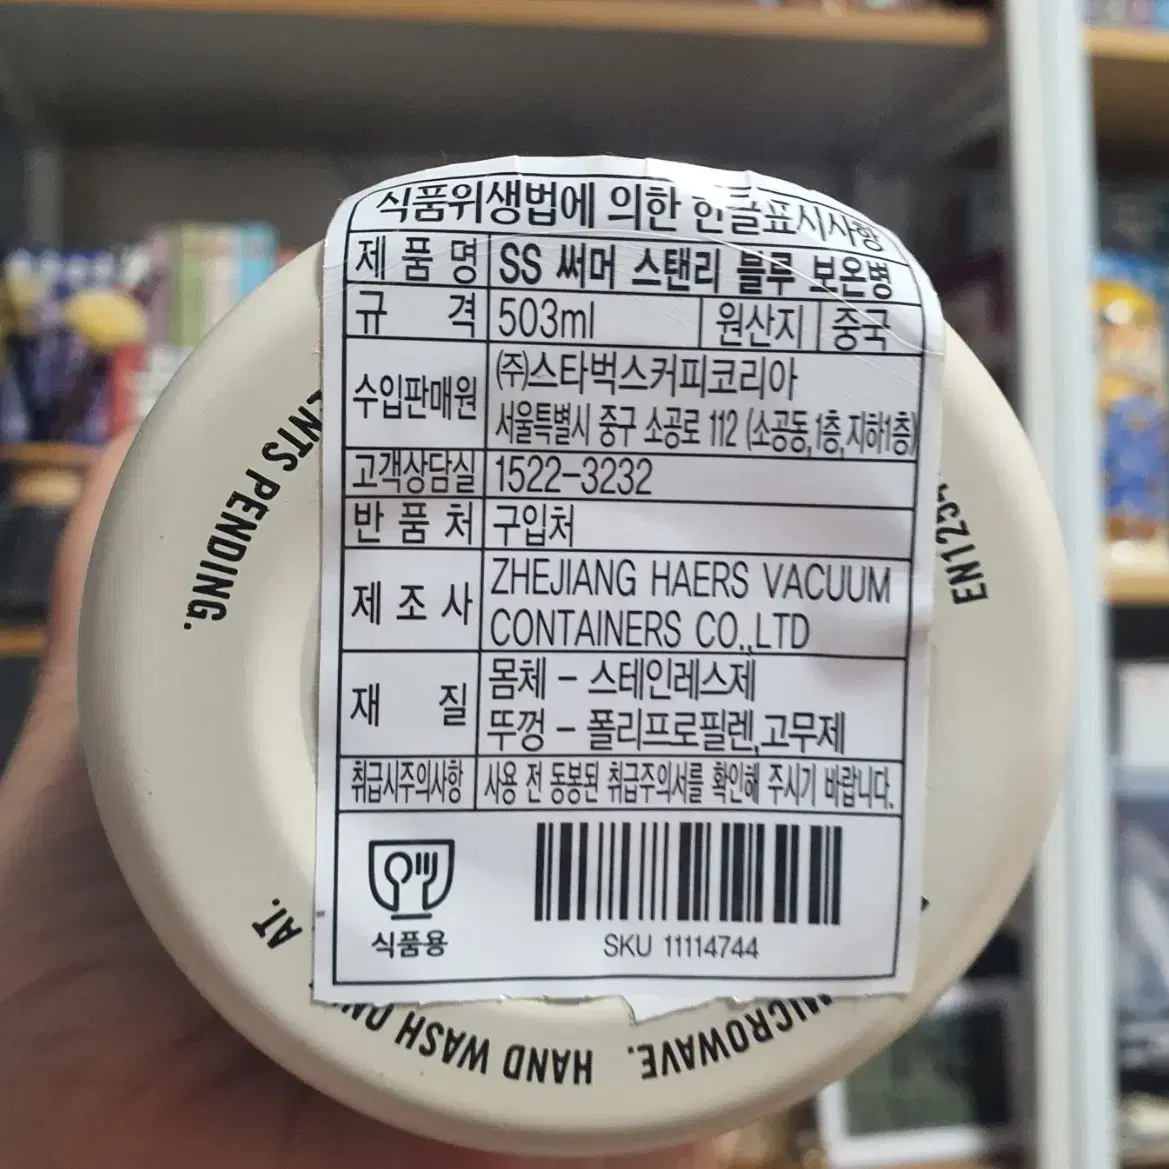 식품위생법에 의한 한글표시사항
제 품 명 SS 써머 스탠리 블루 보온병
규 격 503ml 원산지 중국
수입판매원 (주)스타벅스커피코리아
서울특별시 중구 소공로 112 (소공동,1층,지하1층)
고객상담실 1522-3232
반 품 처 구입처
제 조 사 ZHEJIANG HAERS VACUUM
CONTAINERS CO.,LTD
재 질 몸체 - 스테인레스제
뚜껑 - 폴리프로필렌,고무제
취급시주의사항 사용 전 동봉된 취급주의서를 확인해 주시기 바랍니다.
식품용
SKU 11114744
PENDING.
AT.
HAND WASH
MICROWAVE.